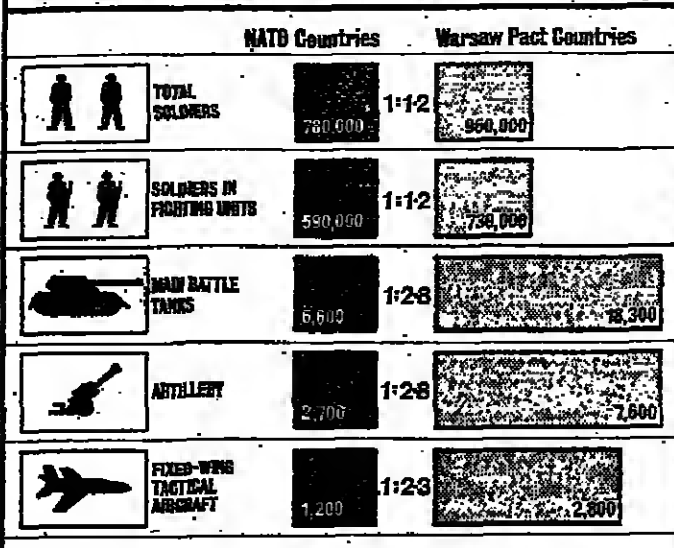 NATO Countries Warsaw Pact Countries
TOTAL
SOLDIERS
780,000 1:1·2 960,000
SOLDIERS IN
FIGHTING UNITS
590,000 1:1·2 730,000
MAIN BATTLE
TANKS
6,600 1:2·8 18,300
ARTILLERY
2,700 1:2·8 7,600
FIXED-WING
TACTICAL
AIRCRAFT
1,200 1:2·3 2,800